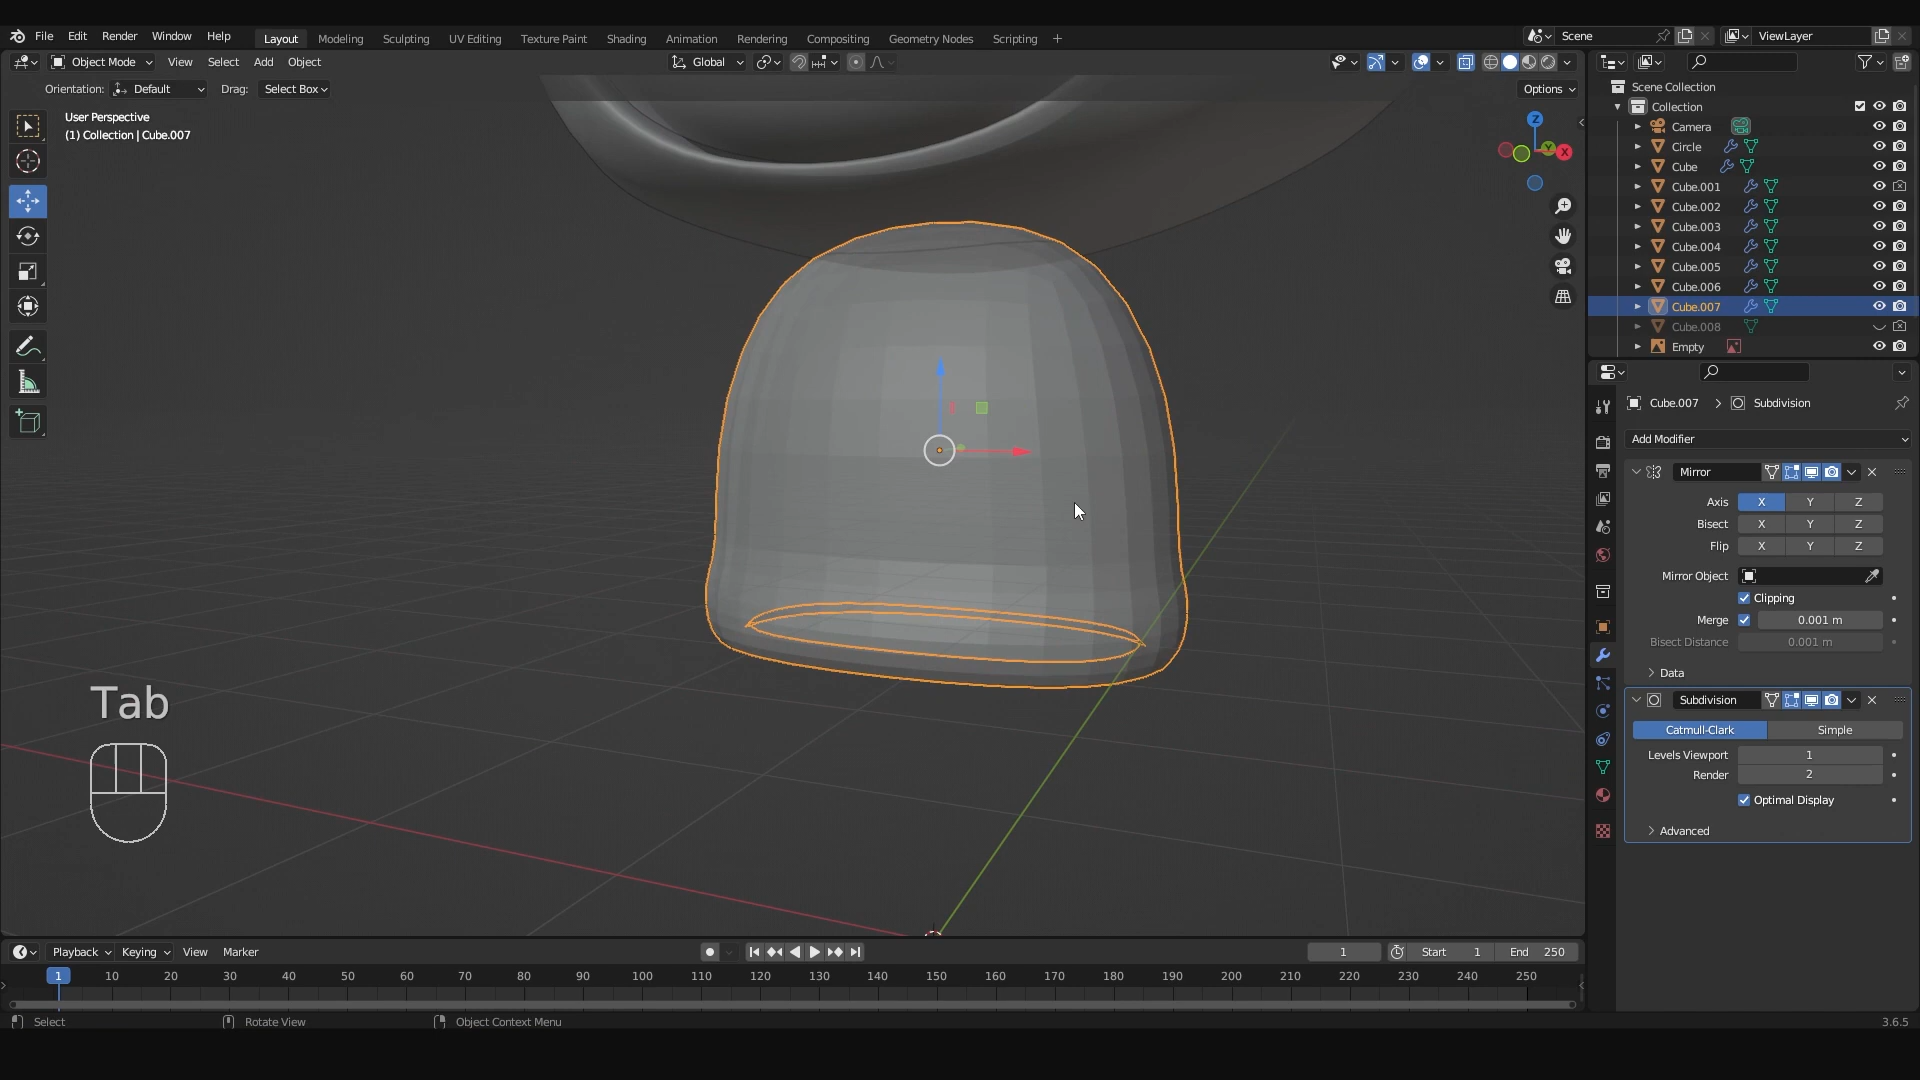 File Edit Render Window Help Layout Modeling Sculpting UV Editing Texture Paint Shading Animation Rendering Compositing Geometry Nodes Scripting + Scene ViewLayer
Object Mode View Select Add Object Global
Orientation: Default Drag: Select Box Options
User Perspective
(1) Collection | Cube.007
Z
Y
X
Scene Collection
Collection
Camera
Circle
Cube
Cube.001
Cube.002
Cube.003
Cube.004
Cube.005
Cube.006
Cube.007
Cube.008
Empty
Cube.007 > Subdivision
Add Modifier
Mirror
Axis X Y Z
Bisect X Y Z
Flip X Y Z
Mirror Object
Clipping
Merge 0.001 m
Bisect Distance 0.001 m
Data
Subdivision
Catmull-Clark Simple
Levels Viewport 1
Render 2
Optimal Display
Advanced
Tab
Playback Keying View Marker 1 Start 1 End 250
1 10 20 30 40 50 60 70 80 90 100 110 120 130 140 150 160 170 180 190 200 210 220 230 240 250
Select Rotate View Object Context Menu 3.6.5